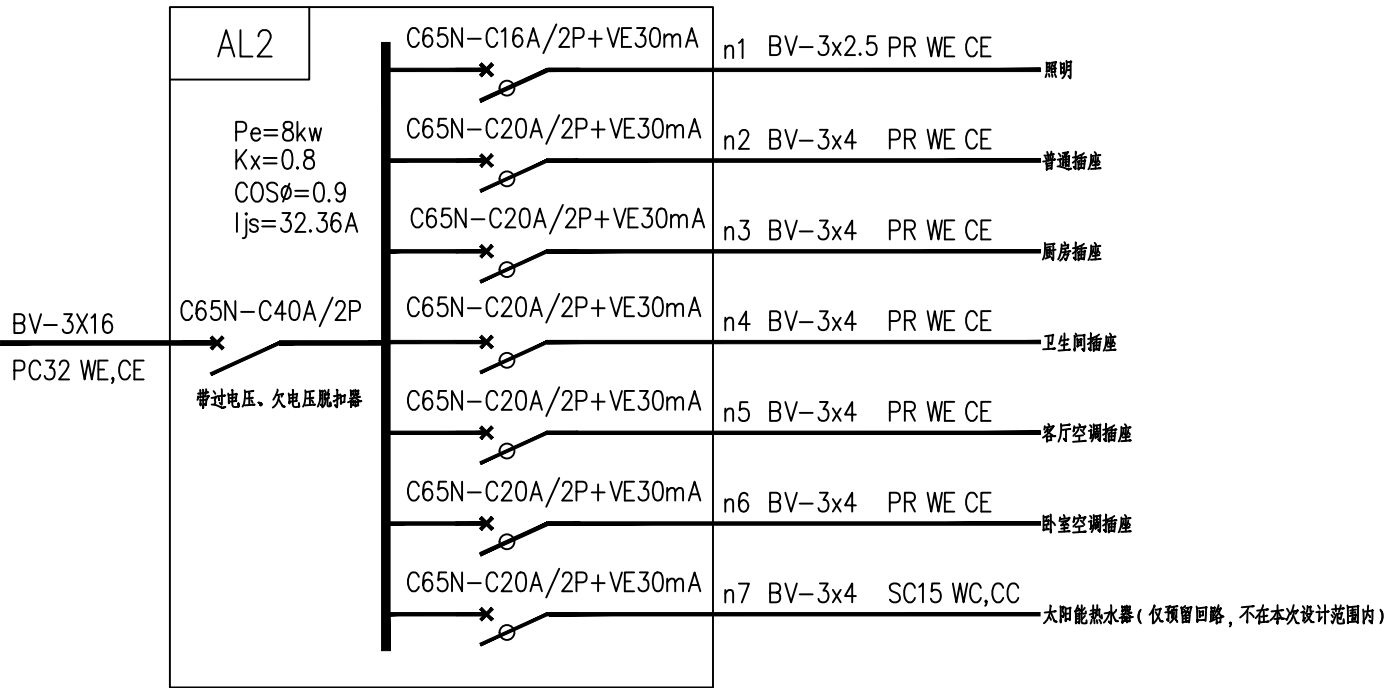 AL2
Pe=8kw
Kx=0.8
COSø=0.9
Ijs=32.36A
BV-3X16
PC32 WE,CE
C65N-C40A/2P
带过电压、欠电压脱扣器
C65N-C16A/2P+VE30mA
n1 BV-3x2.5 PR WE CE
照明
C65N-C20A/2P+VE30mA
n2 BV-3x4 PR WE CE
普通插座
C65N-C20A/2P+VE30mA
n3 BV-3x4 PR WE CE
厨房插座
C65N-C20A/2P+VE30mA
n4 BV-3x4 PR WE CE
卫生间插座
C65N-C20A/2P+VE30mA
n5 BV-3x4 PR WE CE
客厅空调插座
C65N-C20A/2P+VE30mA
n6 BV-3x4 PR WE CE
卧室空调插座
C65N-C20A/2P+VE30mA
n7 BV-3x4 SC15 WC,CC
太阳能热水器(仅预留回路,不在本次设计范围内)